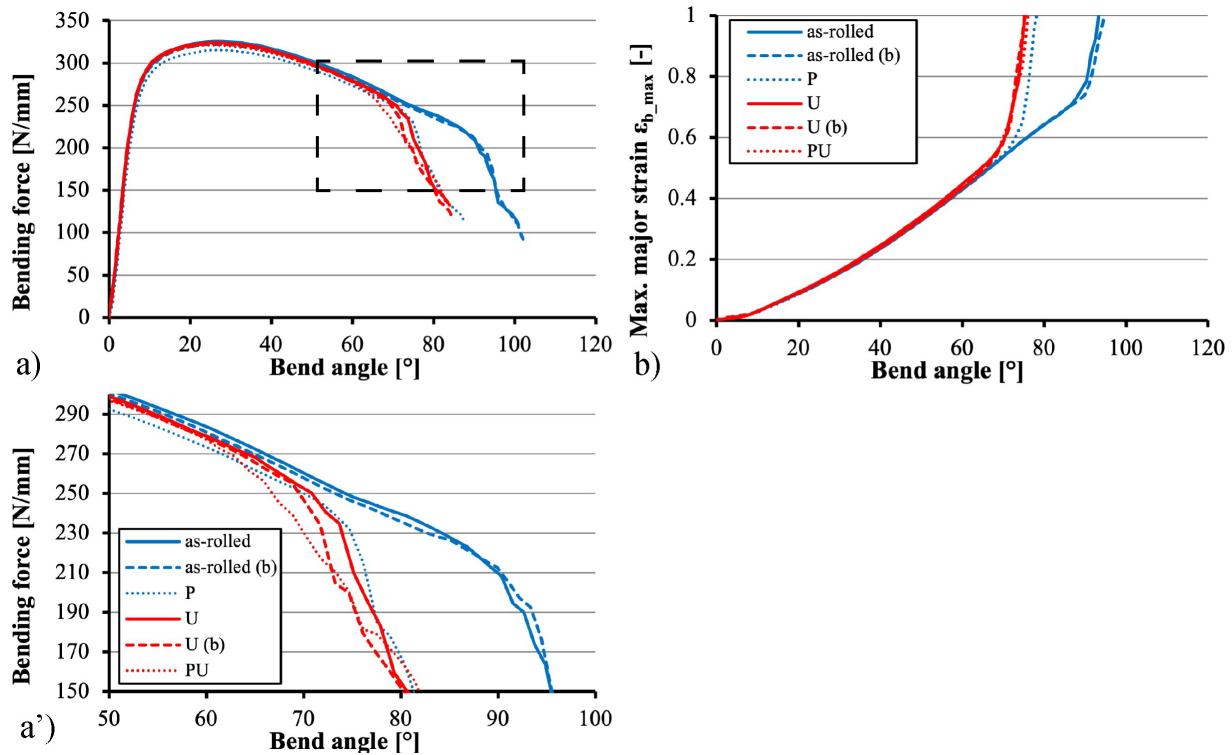 Bending force [N/mm]
350
300
250
200
150
100
50
0
0 20 40 60 80 100 120
Bend angle [°]
a)
Max. major strain ε_b_max [-]
1
0.8
0.6
0.4
0.2
0
0 20 40 60 80 100 120
Bend angle [°]
b)
as-rolled
as-rolled (b)
P
U
U (b)
PU
Bending force [N/mm]
290
270
250
230
210
190
170
150
50 60 70 80 90 100
Bend angle [°]
a’)
as-rolled
as-rolled (b)
P
U
U (b)
PU